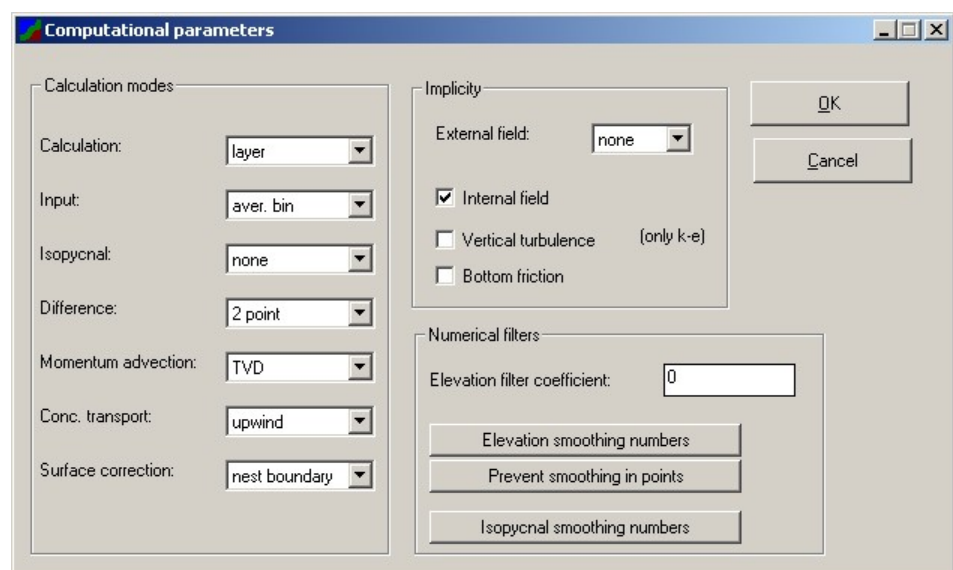 Computational parameters
Calculation modes
Calculation: layer
Input: aver. bin
Isopycnal: none
Difference: 2 point
Momentum advection: TVD
Conc. transport: upwind
Surface correction: nest boundary
Implicity
External field: none
Internal field
Vertical turbulence (only k-e)
Bottom friction
Numerical filters
Elevation filter coefficient: 0
Elevation smoothing numbers
Prevent smoothing in points
Isopycnal smoothing numbers
OK
Cancel